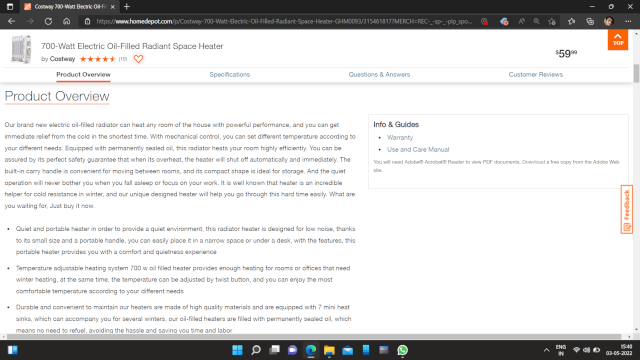 Costway 700-Watt Electric Oil-Fi
https://www.homedepot.com/p/Costway-700-Watt-Electric-Oil-Filled-Radiant-Space-Heater-GHM0093/315461817?MERCH=REC-_-sp-_-pip_spo...
700-Watt Electric Oil-Filled Radiant Space Heater
by Costway
$59
TOP
Product Overview
Specifications
Questions & Answers
Customer Reviews
Product Overview
Our brand new electric oil-filled radiator can heat any room of the house with powerful performance, and you can get
immediate relief from the cold in the shortest time. With mechanical control, you can set different temperature according to
your different needs. Equipped with permanently sealed oil, this radiator heats your room highly efficiently. You can be
assured by its perfect safety guarantee that when its overheat, the heater will shut off automatically and immediately. The
built-in carry handle is convenient for moving between rooms, and its compact shape is ideal for storage. And the quiet
operation will never bother you when you fall asleep or focus on your work. It is well known that heater is an incredible
helper for cold resistance in winter, and our unique designed heater will help you go through this hard time easily. What are
you waiting for, Just buy it now.
• Quiet and portable heater in order to provide a quiet environment, this radiator heater is designed for low noise, thanks
to its small size and a portable handle, you can easily place it in a narrow space or under a desk, with the features, this
portable heater provides you with a comfort and quietness experience
• Temperature adjustable heating system 700 w oil filled heater provides enough heating for rooms or offices that need
winter heating, at the same time, the temperature can be adjusted by twist button, and you can enjoy the most
comfortable temperature according to your different needs
• Durable and convenient to maintain our heaters are made of high quality materials and are equipped with 7 mini heat
sinks, which can accompany you for several winters, our oil-filled heaters are filled with permanently sealed oil, which
means no need to refuel, avoiding the hassle and saving you time and labor
Info & Guides
• Warranty
• Use and Care Manual
You will need Adobe® Acrobat® Reader to view PDF documents. Download a free copy from the Adobe Web
site.
Feedback
ENG
IN
15:40
03-05-2022